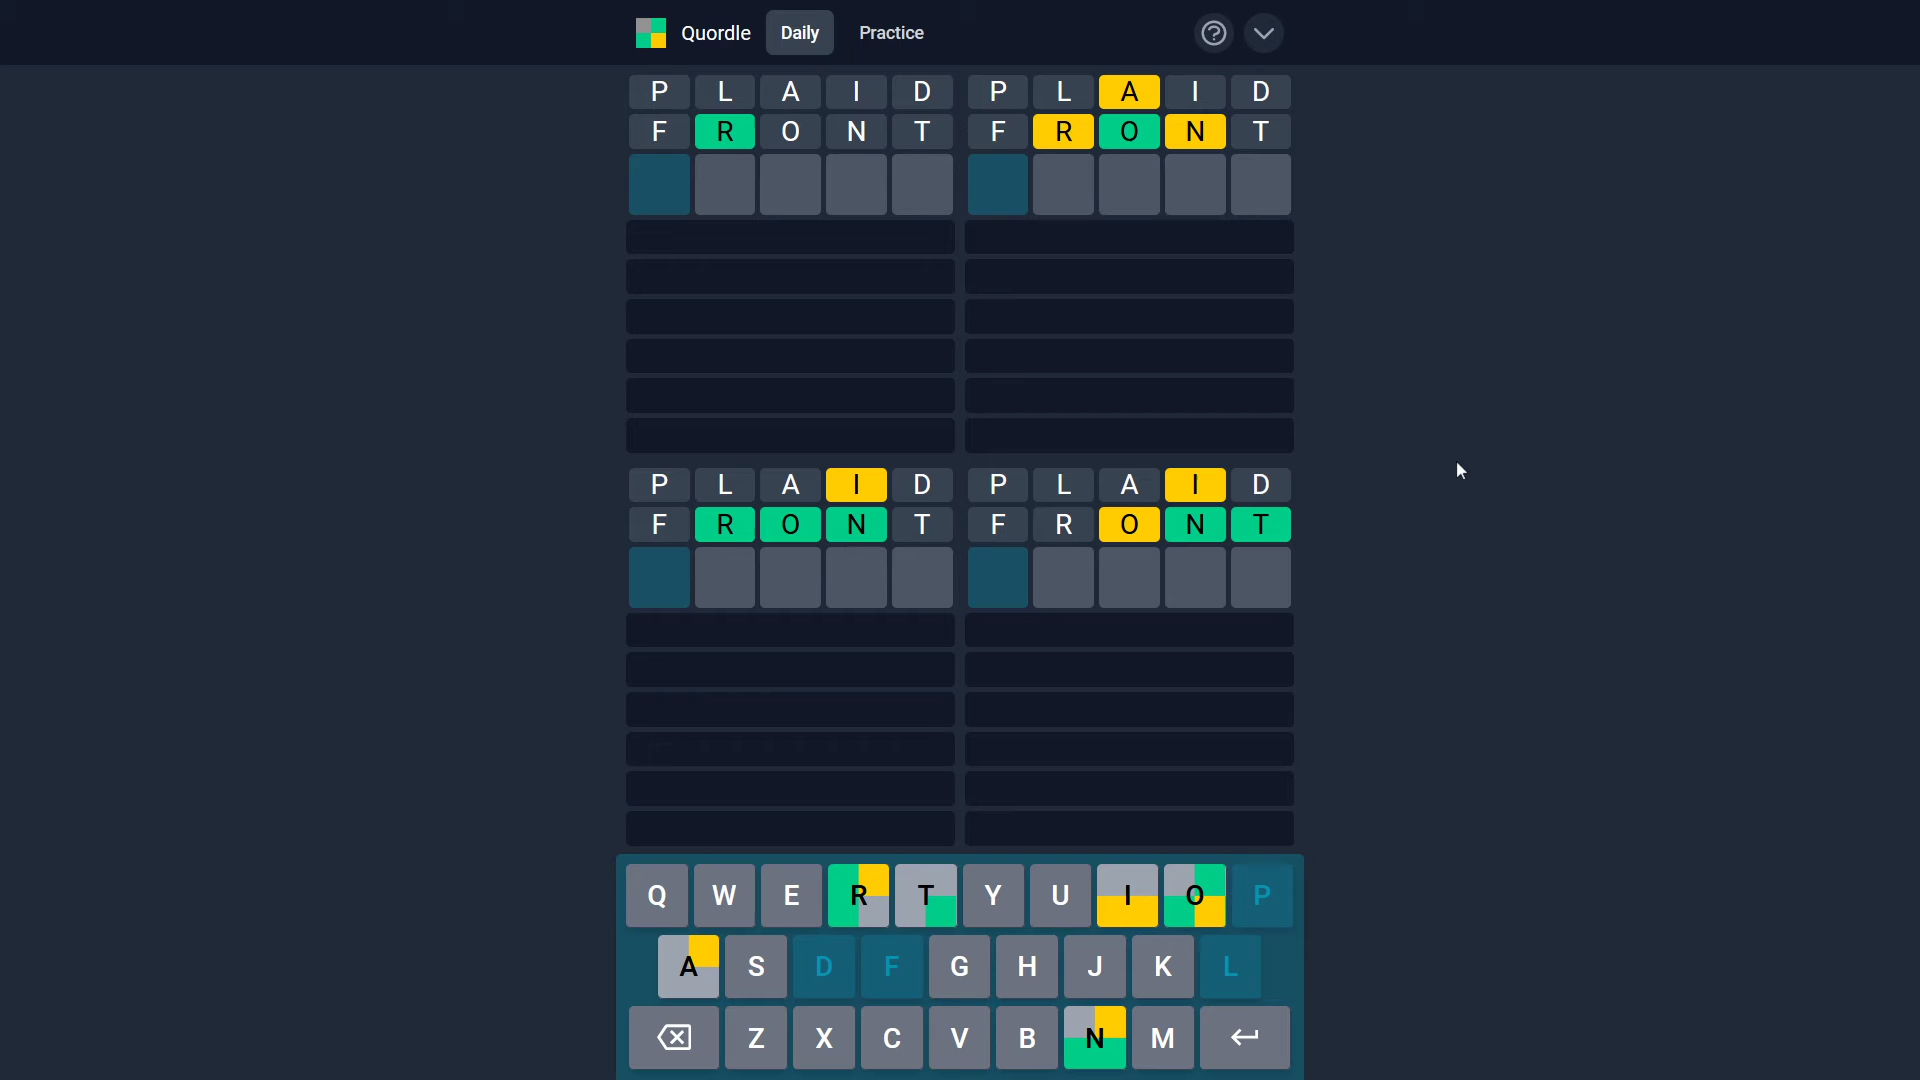 Quordle Daily Practice
P L A I D P L A I D
F R O N T F R O N T
P L A I D P L A I D
F R O N T F R O N T
Q W E R T Y U I O P
A S D F G H J K L
Z X C V B N M